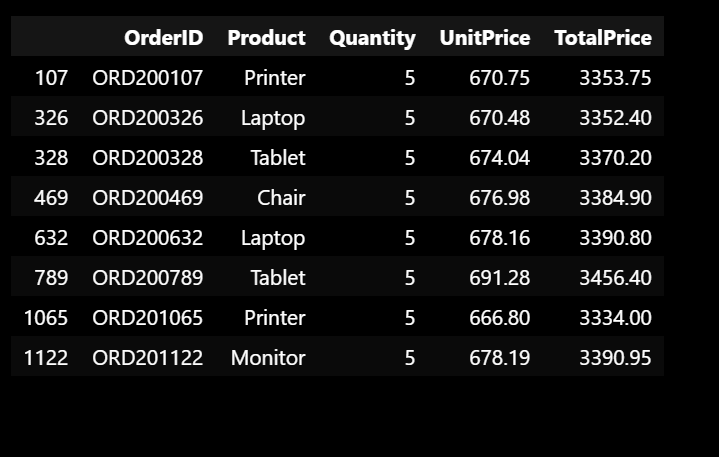 OrderID Product Quantity UnitPrice TotalPrice
107 ORD200107 Printer 5 670.75 3353.75
326 ORD200326 Laptop 5 670.48 3352.40
328 ORD200328 Tablet 5 674.04 3370.20
469 ORD200469 Chair 5 676.98 3384.90
632 ORD200632 Laptop 5 678.16 3390.80
789 ORD200789 Tablet 5 691.28 3456.40
1065 ORD201065 Printer 5 666.80 3334.00
1122 ORD201122 Monitor 5 678.19 3390.95